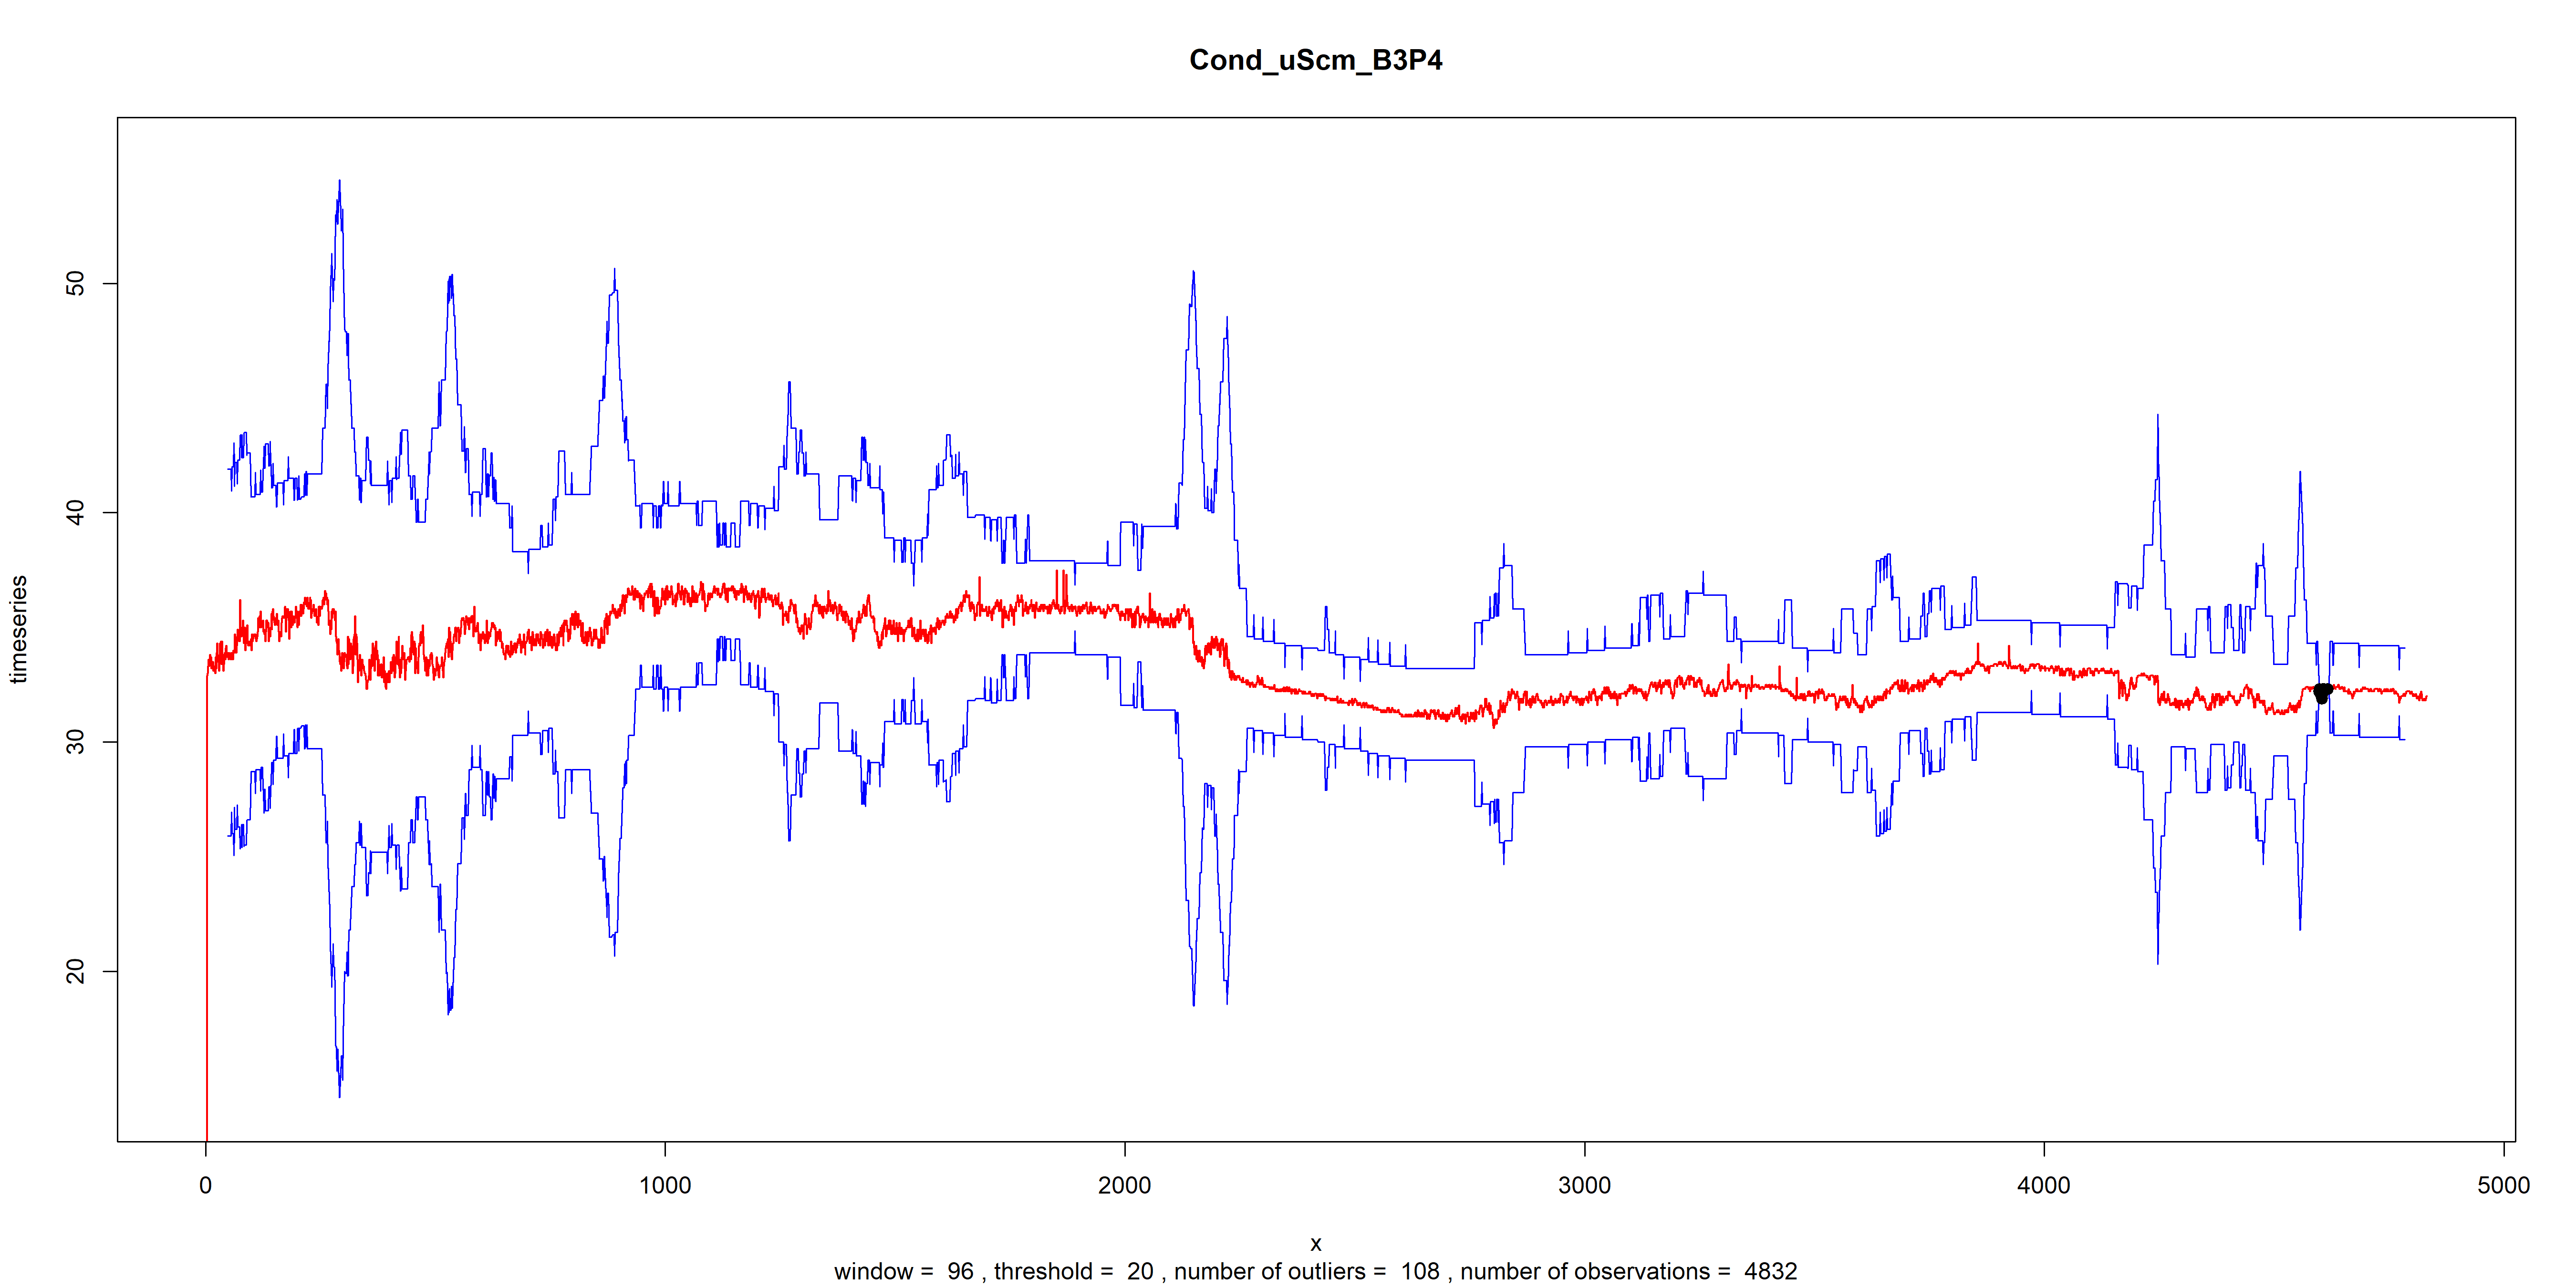 Cond_uScm_B3P4
timeseries
50
40
30
20
0 1000 2000 3000 4000 5000
x
window = 96 , threshold = 20 , number of outliers = 108 , number of observations = 4832